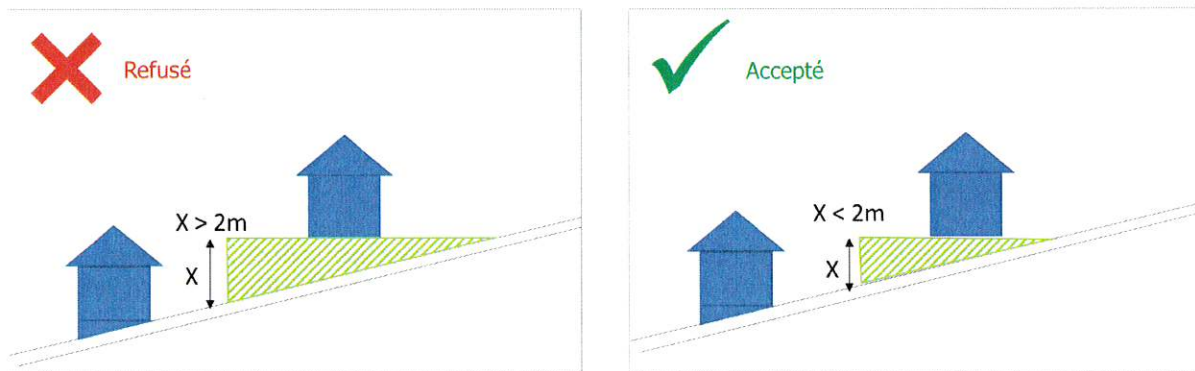 Refusé
X > 2m
X
Accepté
X < 2m
X